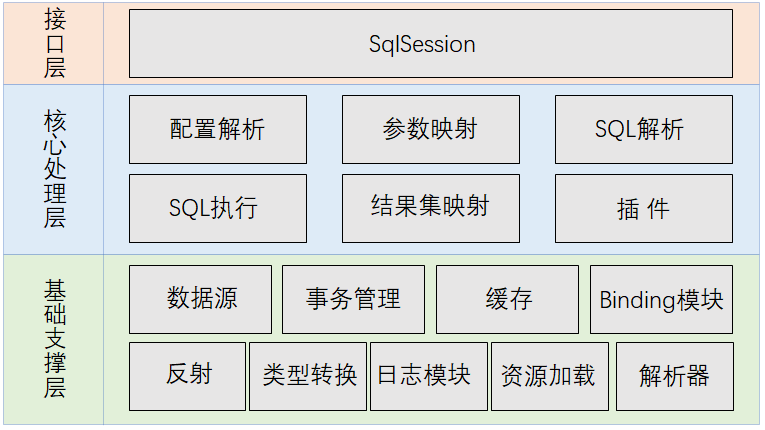 接口层
SqlSession
核心处理层
配置解析
参数映射
SQL解析
SQL执行
结果集映射
插 件
基础支撑层
数据源
事务管理
缓存
Binding模块
反射
类型转换
日志模块
资源加载
解析器